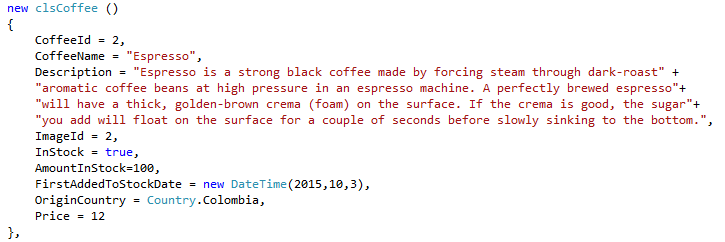 new clsCoffee ()
{
CoffeeId = 2,
CoffeeName = "Espresso",
Description = "Espresso is a strong black coffee made by forcing steam through dark-roast" +
"aromatic coffee beans at high pressure in an espresso machine. A perfectly brewed espresso"+
"will have a thick, golden-brown crema (foam) on the surface. If the crema is good, the sugar"+
"you add will float on the surface for a couple of seconds before slowly sinking to the bottom.",
ImageId = 2,
InStock = true,
AmountInStock=100,
FirstAddedToStockDate = new DateTime(2015,10,3),
OriginCountry = Country.Colombia,
Price = 12
},